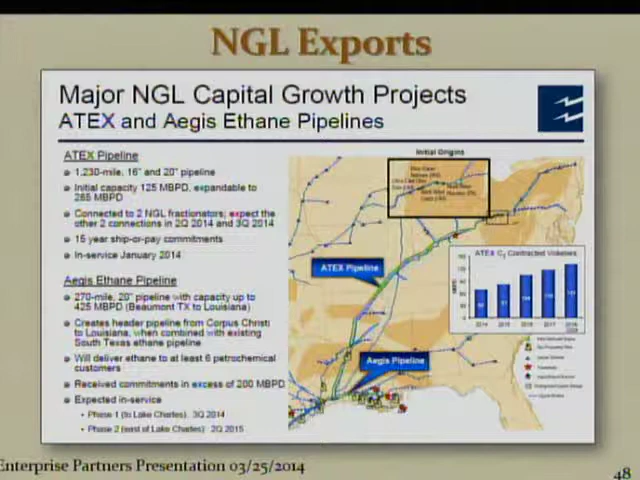 NGL Exports
Major NGL Capital Growth Projects
ATEX and Aegis Ethane Pipelines
ATEX Pipeline
1,230-mile, 16" and 20" pipeline
Initial capacity 125 MBPD, expandable to
265 MBPD
Connected to 2 NGL fractionators; expect the
other 2 connections in 2Q 2014 and 3Q 2014
15 year ship-or-pay commitments
In-service January 2014
Aegis Ethane Pipeline
270-mile, 20" pipeline with capacity up to
425 MBPD (Beaumont TX to Louisiana)
Creates header pipeline from Corpus Christi
to Louisiana, when combined with existing
South Texas ethane pipeline
Will deliver ethane to at least 6 petrochemical
customers
Received commitments in excess of 200 MBPD
Expected in-service
Phase 1 (to Lake Charles): 3Q 2014
Phase 2 (east of Lake Charles): 2Q 2015
Initial Origins
ATEX Pipeline
ATEX C2 Contracted Volumes
2014 2015 2016 2017 2018
Aegis Pipeline
Enterprise Partners Presentation 03/25/2014
48